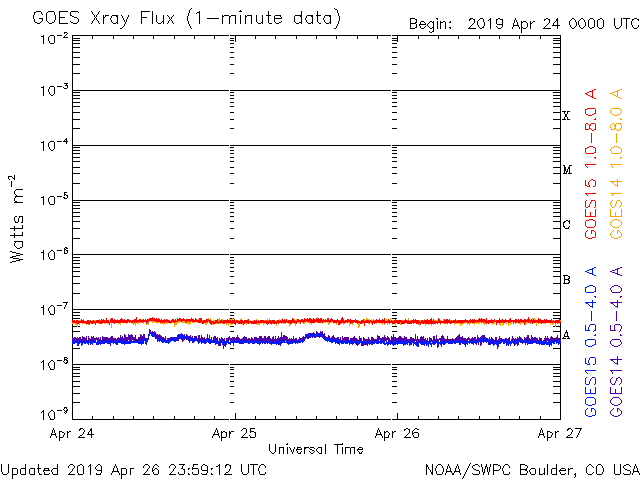 GOES Xray Flux (1-minute data)
Begin: 2019 Apr 24 0000 UTC
10⁻²
10⁻³
10⁻⁴
10⁻⁵
10⁻⁶
10⁻⁷
10⁻⁸
10⁻⁹
Watts m⁻²
X
M
C
B
A
GOES15 1.0-8.0 A
GOES14 1.0-8.0 A
GOES15 0.5-4.0 A
GOES14 0.5-4.0 A
Apr 24 Apr 25 Apr 26 Apr 27
Universal Time
Updated 2019 Apr 26 23:59:12 UTC
NOAA/SWPC Boulder, CO USA